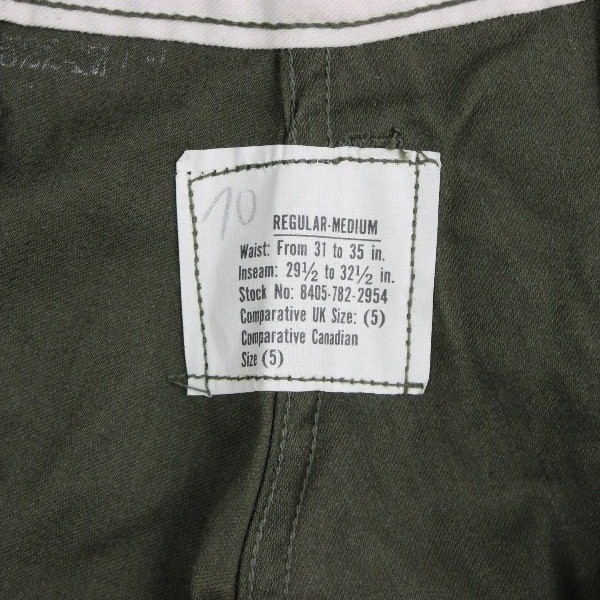 10
REGULAR-MEDIUM
Waist: From 31 to 35 in.
Inseam: 29½ to 32½ in.
Stock No: 8405-782-2954
Comparative UK Size: (5)
Comparative Canadian
Size (5)